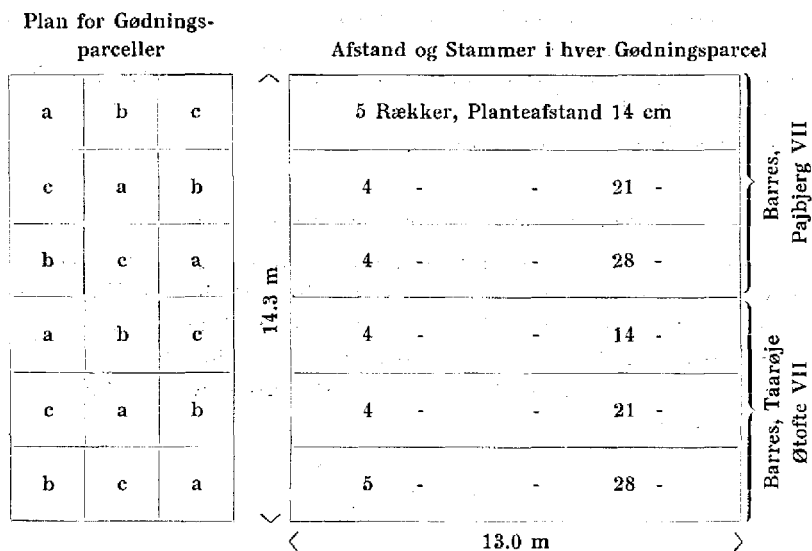 Plan for Gødnings-
parceller
a b c
c a b
b c a
a b c
c a b
b c a
Afstand og Stammer i hver Gødningsparcel
5 Rækker, Planteafstand 14 cm
4 - - 21 -
4 - - 28 -
4 - - 14 -
4 - - 21 -
5 - - 28 -
14.3 m
13.0 m
Barres,
Pajbjerg VII
Barres, Taarøje
Øtofte VII